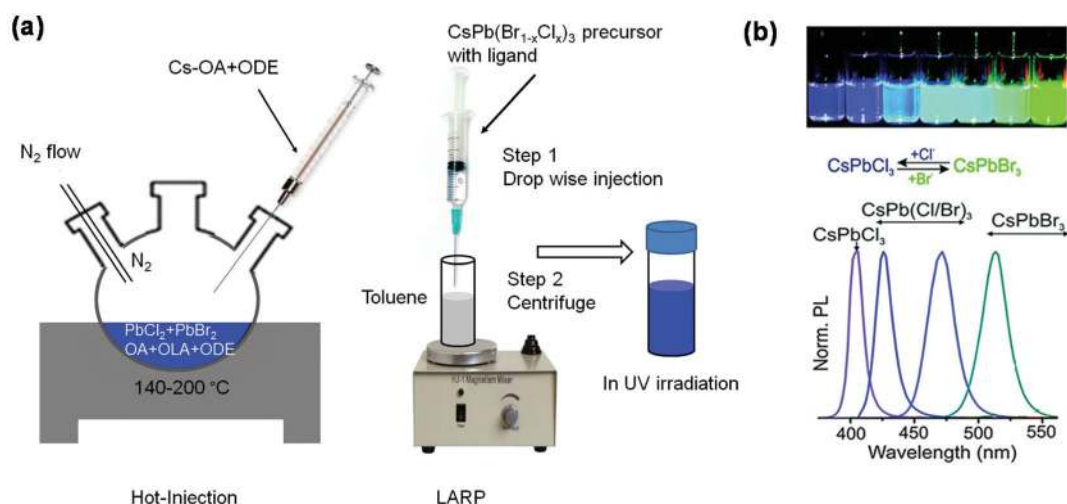 (a)
Cs-OA+ODE
N₂ flow
N₂
PbCl₂+PbBr₂
OA+OLA+ODE
140-200 °C
Hot-Injection
CsPb(Br₁₋ₓClₓ)₃ precursor
with ligand
Step 1
Drop wise injection
Toluene
Step 2
Centrifuge
In UV irradiation
LARP
(b)
CsPbCl₃ +Cl⁻ CsPbBr₃
+Br⁻
CsPb(Cl/Br)₃
CsPbBr₃
CsPbCl₃
Norm. PL
400 450 500 550
Wavelength (nm)